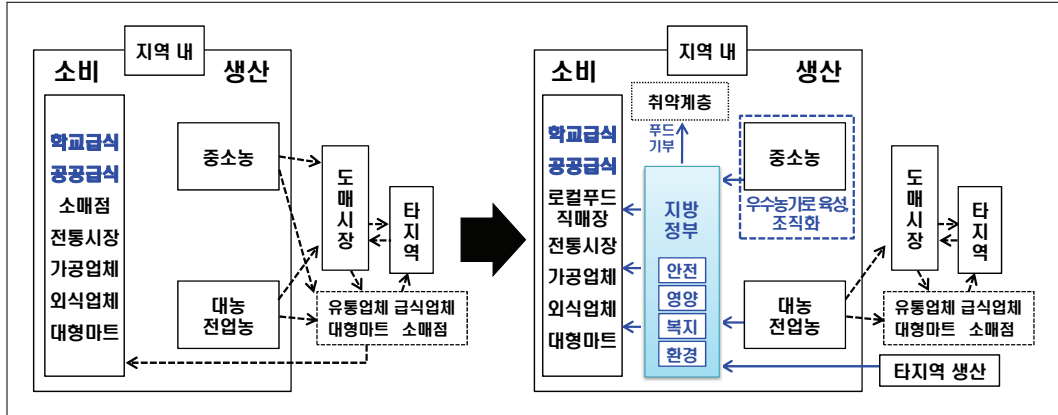 지역 내
소비
생산
학교급식
공공급식
소매점
전통시장
가공업체
외식업체
대형마트
중소농
대농
전업농
도매시장
타지역
유통업체 급식업체
대형마트 소매점
지역 내
소비
생산
학교급식
공공급식
로컬푸드
직매장
전통시장
가공업체
외식업체
대형마트
취약계층
푸드
기부
지방
정부
안전
영양
복지
환경
중소농
우수농가로 육성,
조직화
대농
전업농
도매시장
타지역
유통업체 급식업체
대형마트 소매점
타지역 생산